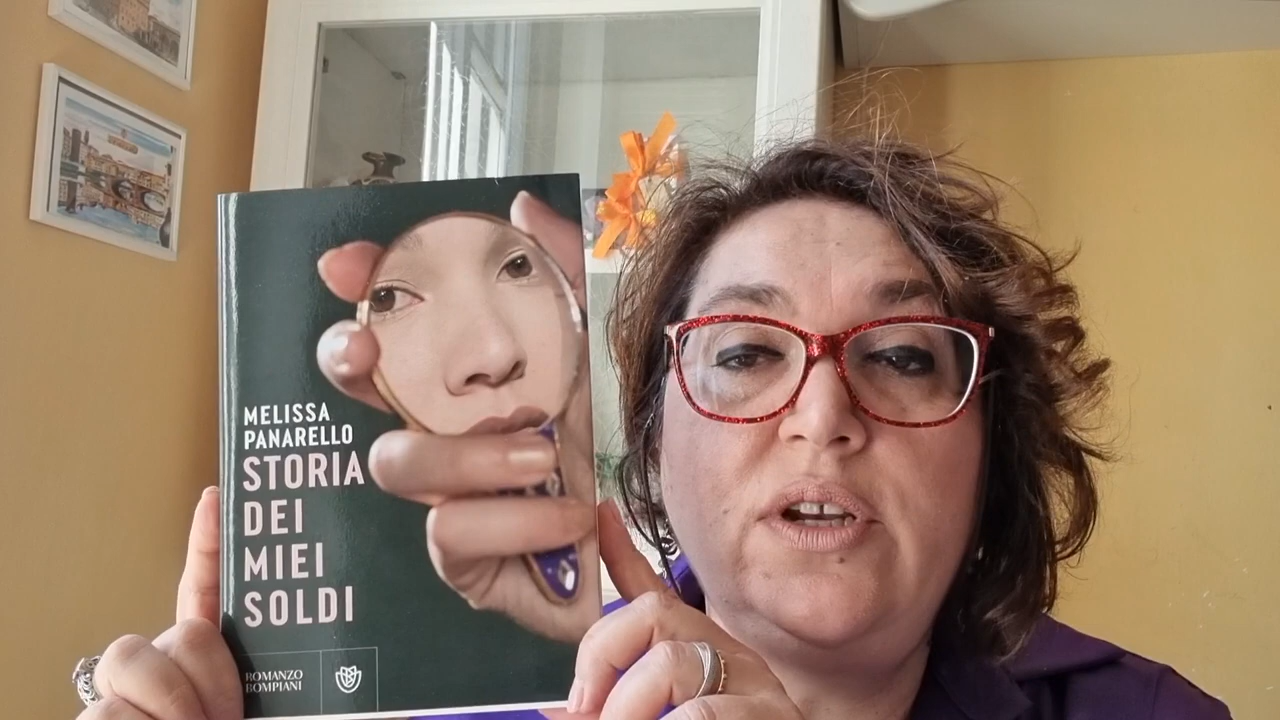 MELISSA
PANARELLO
STORIA
DEI
MIEI
SOLDI
ROMANZO
BOMPIANI